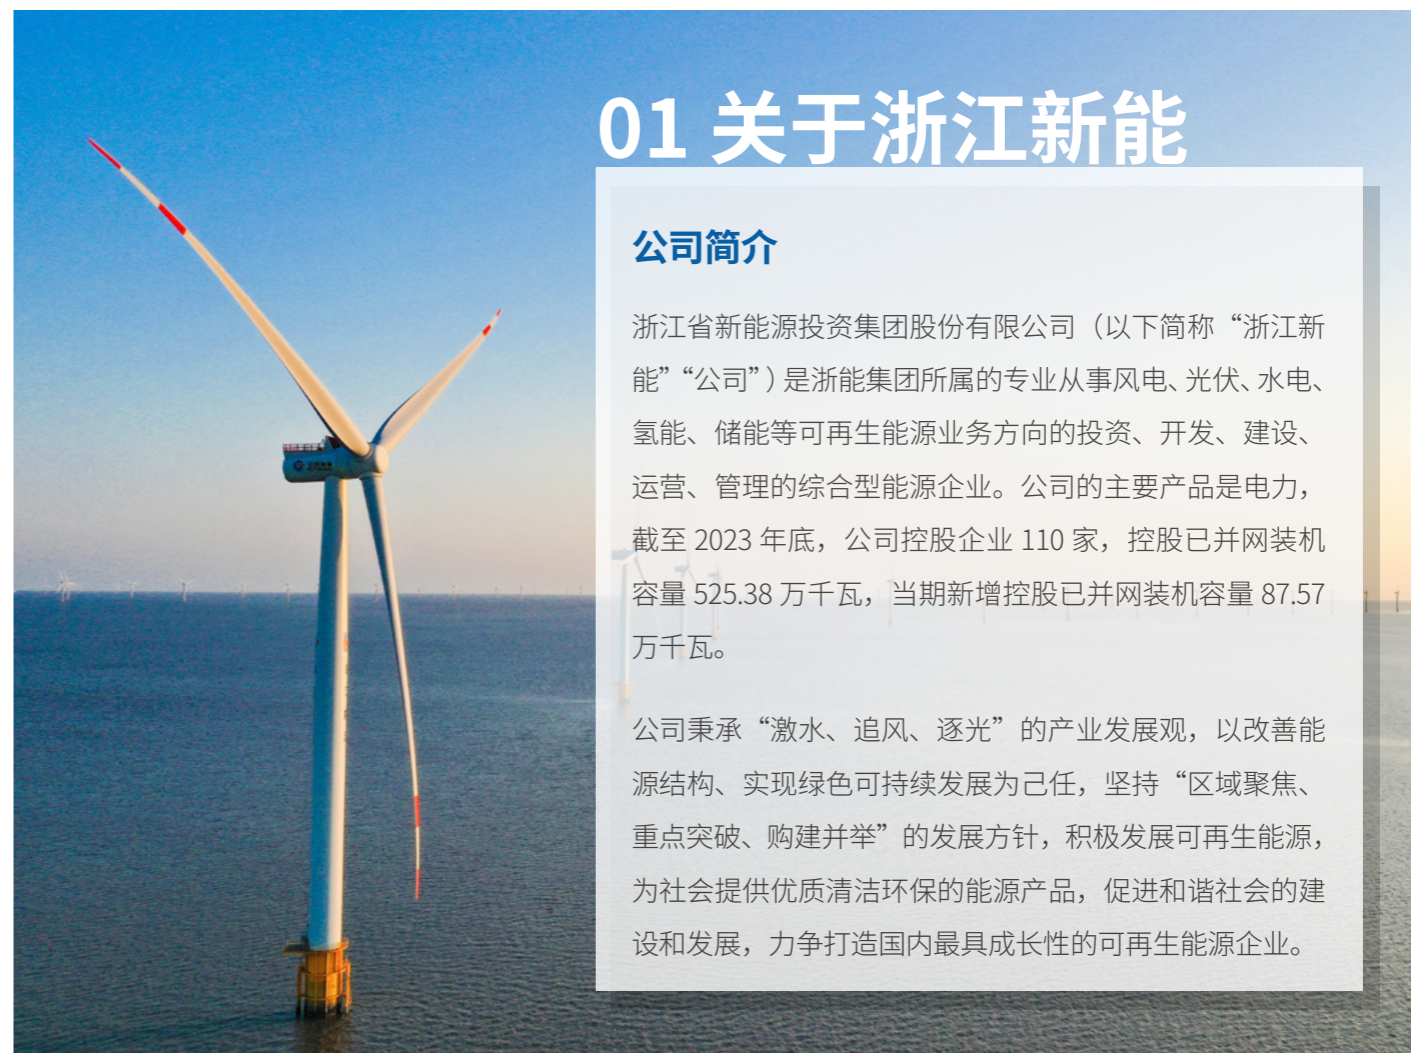 01 关于浙江新能
公司简介
浙江省新能源投资集团股份有限公司（以下简称“浙江新
能”“公司”）是浙能集团所属的专业从事风电、光伏、水电、
氢能、储能等可再生能源业务方向的投资、开发、建设、
运营、管理的综合型能源企业。公司的主要产品是电力，
截至 2023 年底，公司控股企业 110 家，控股已并网装机
容量 525.38 万千瓦，当期新增控股已并网装机容量 87.57
万千瓦。
公司秉承“激水、追风、逐光”的产业发展观，以改善能
源结构、实现绿色可持续发展为己任，坚持“区域聚焦、
重点突破、购建并举”的发展方针，积极发展可再生能源，
为社会提供优质清洁环保的能源产品，促进和谐社会的建
设和发展，力争打造国内最具成长性的可再生能源企业。